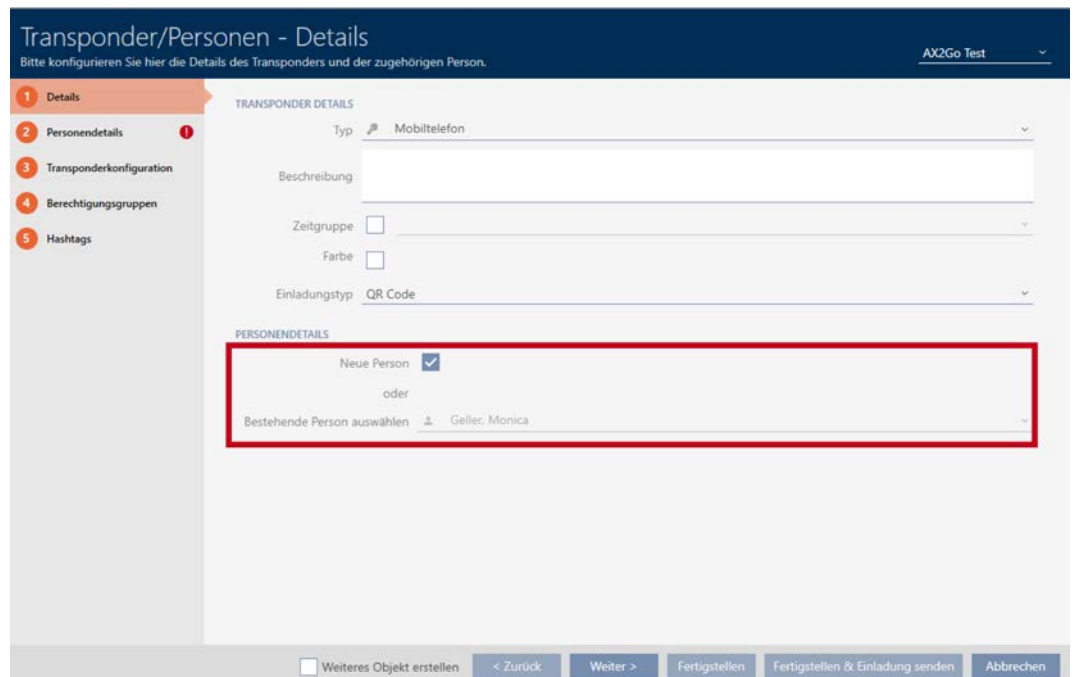 Transponder/Personen - Details
Bitte konfigurieren Sie hier die Details des Transponders und der zugehörigen Person.
AX2Go Test
1 Details
2 Personendetails
3 Transponderkonfiguration
4 Berechtigungsgruppen
5 Hashtags
TRANSPONDER DETAILS
Typ Mobiltelefon
Beschreibung
Zeitgruppe
Farbe
Einladungstyp QR Code
PERSONENDETAILS
Neue Person
oder
Bestehende Person auswählen Geller, Monica
Weiteres Objekt erstellen < Zurück Weiter > Fertigstellen Fertigstellen & Einladung senden Abbrechen